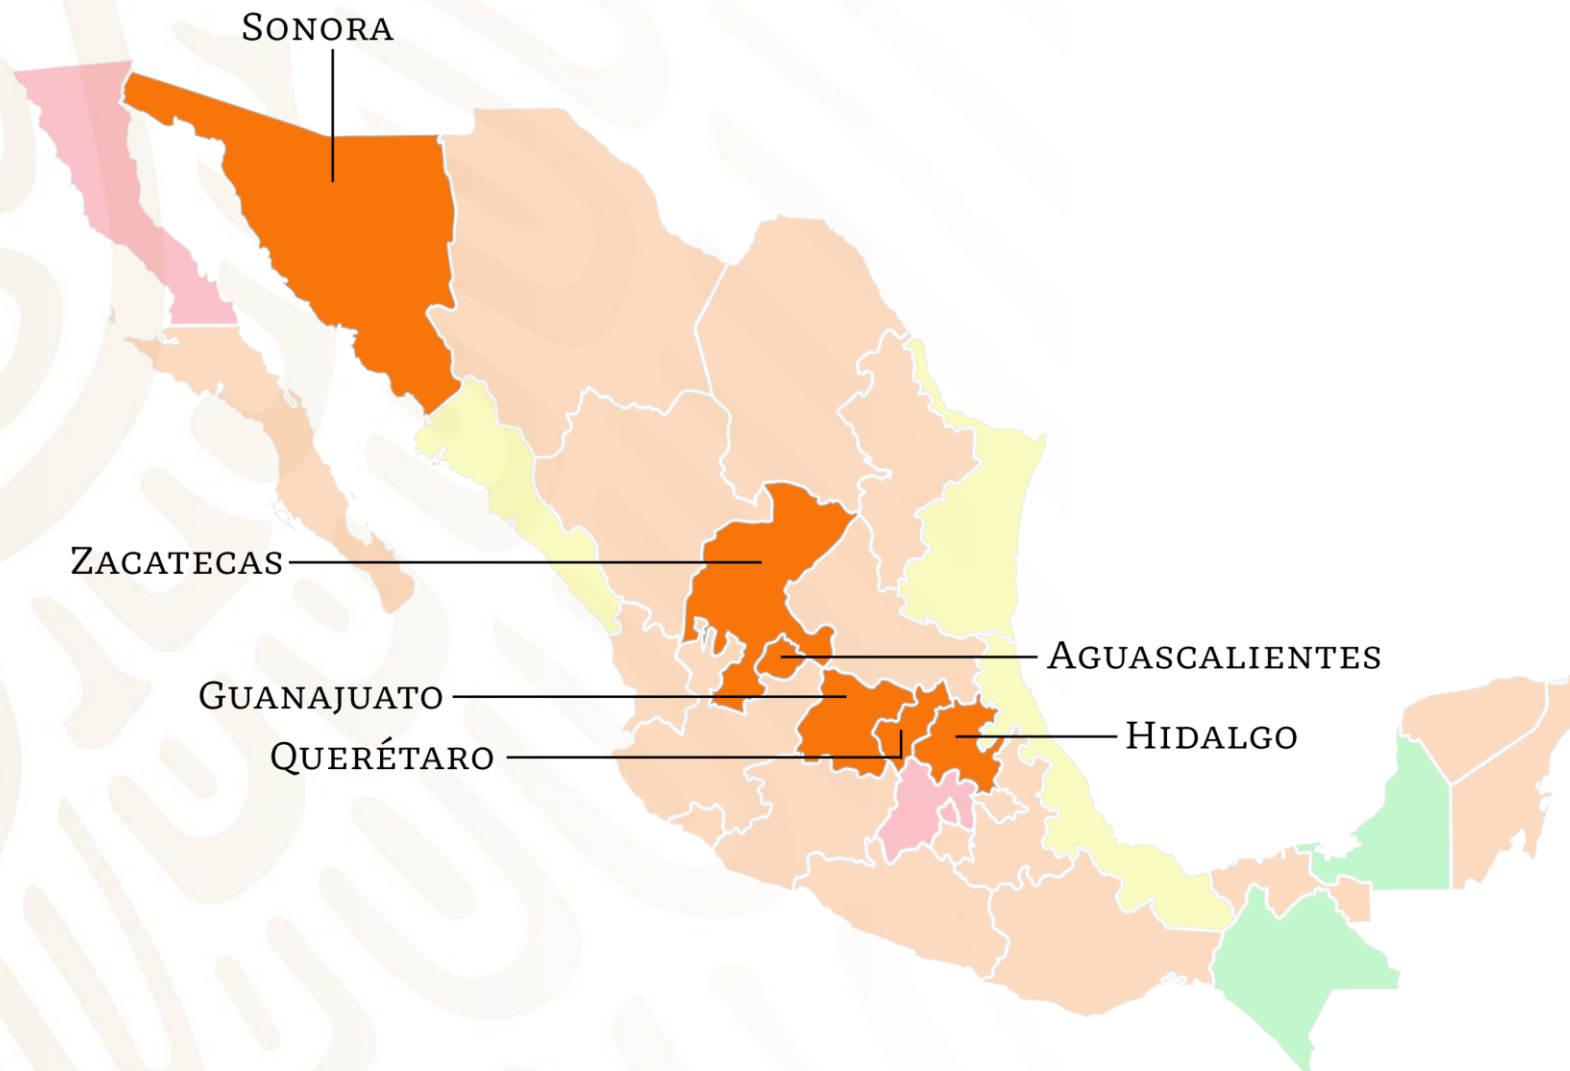 Sonora
Zacatecas
Aguascalientes
Guanajuato
Hidalgo
Querétaro